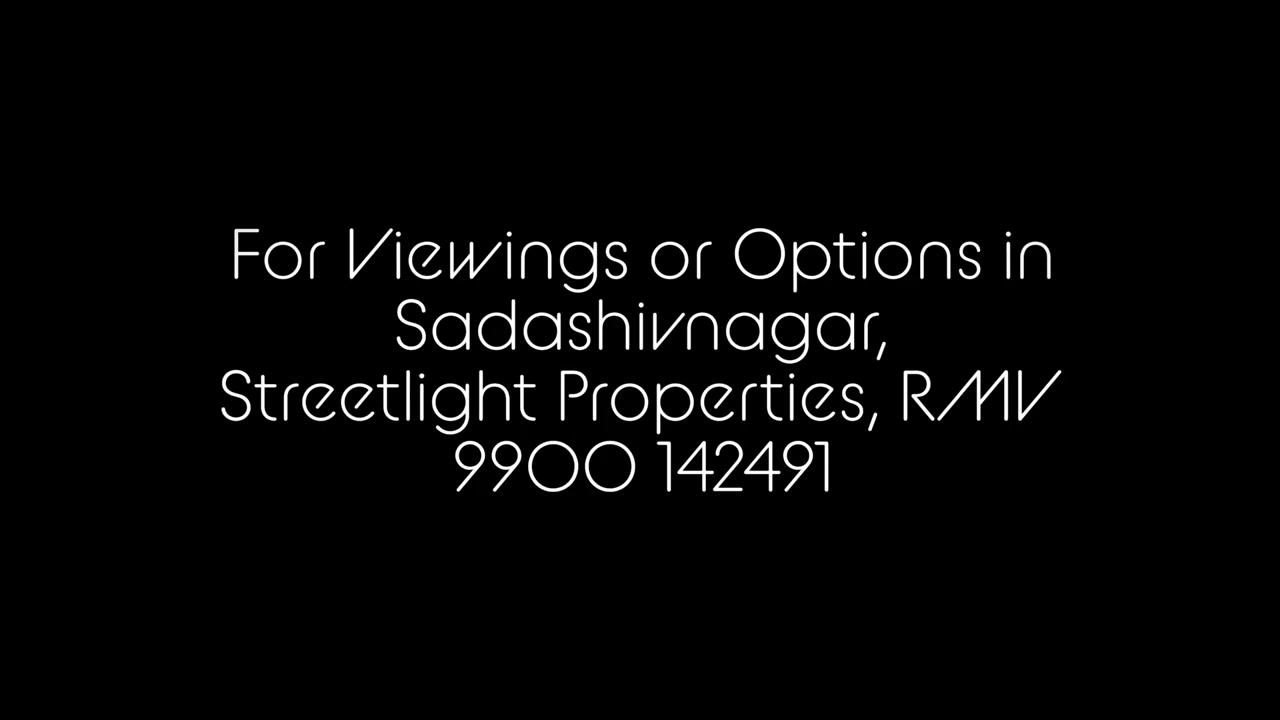 For Viewings or Options in
Sadashivnagar,
Streetlight Properties, RMV
9900 142491